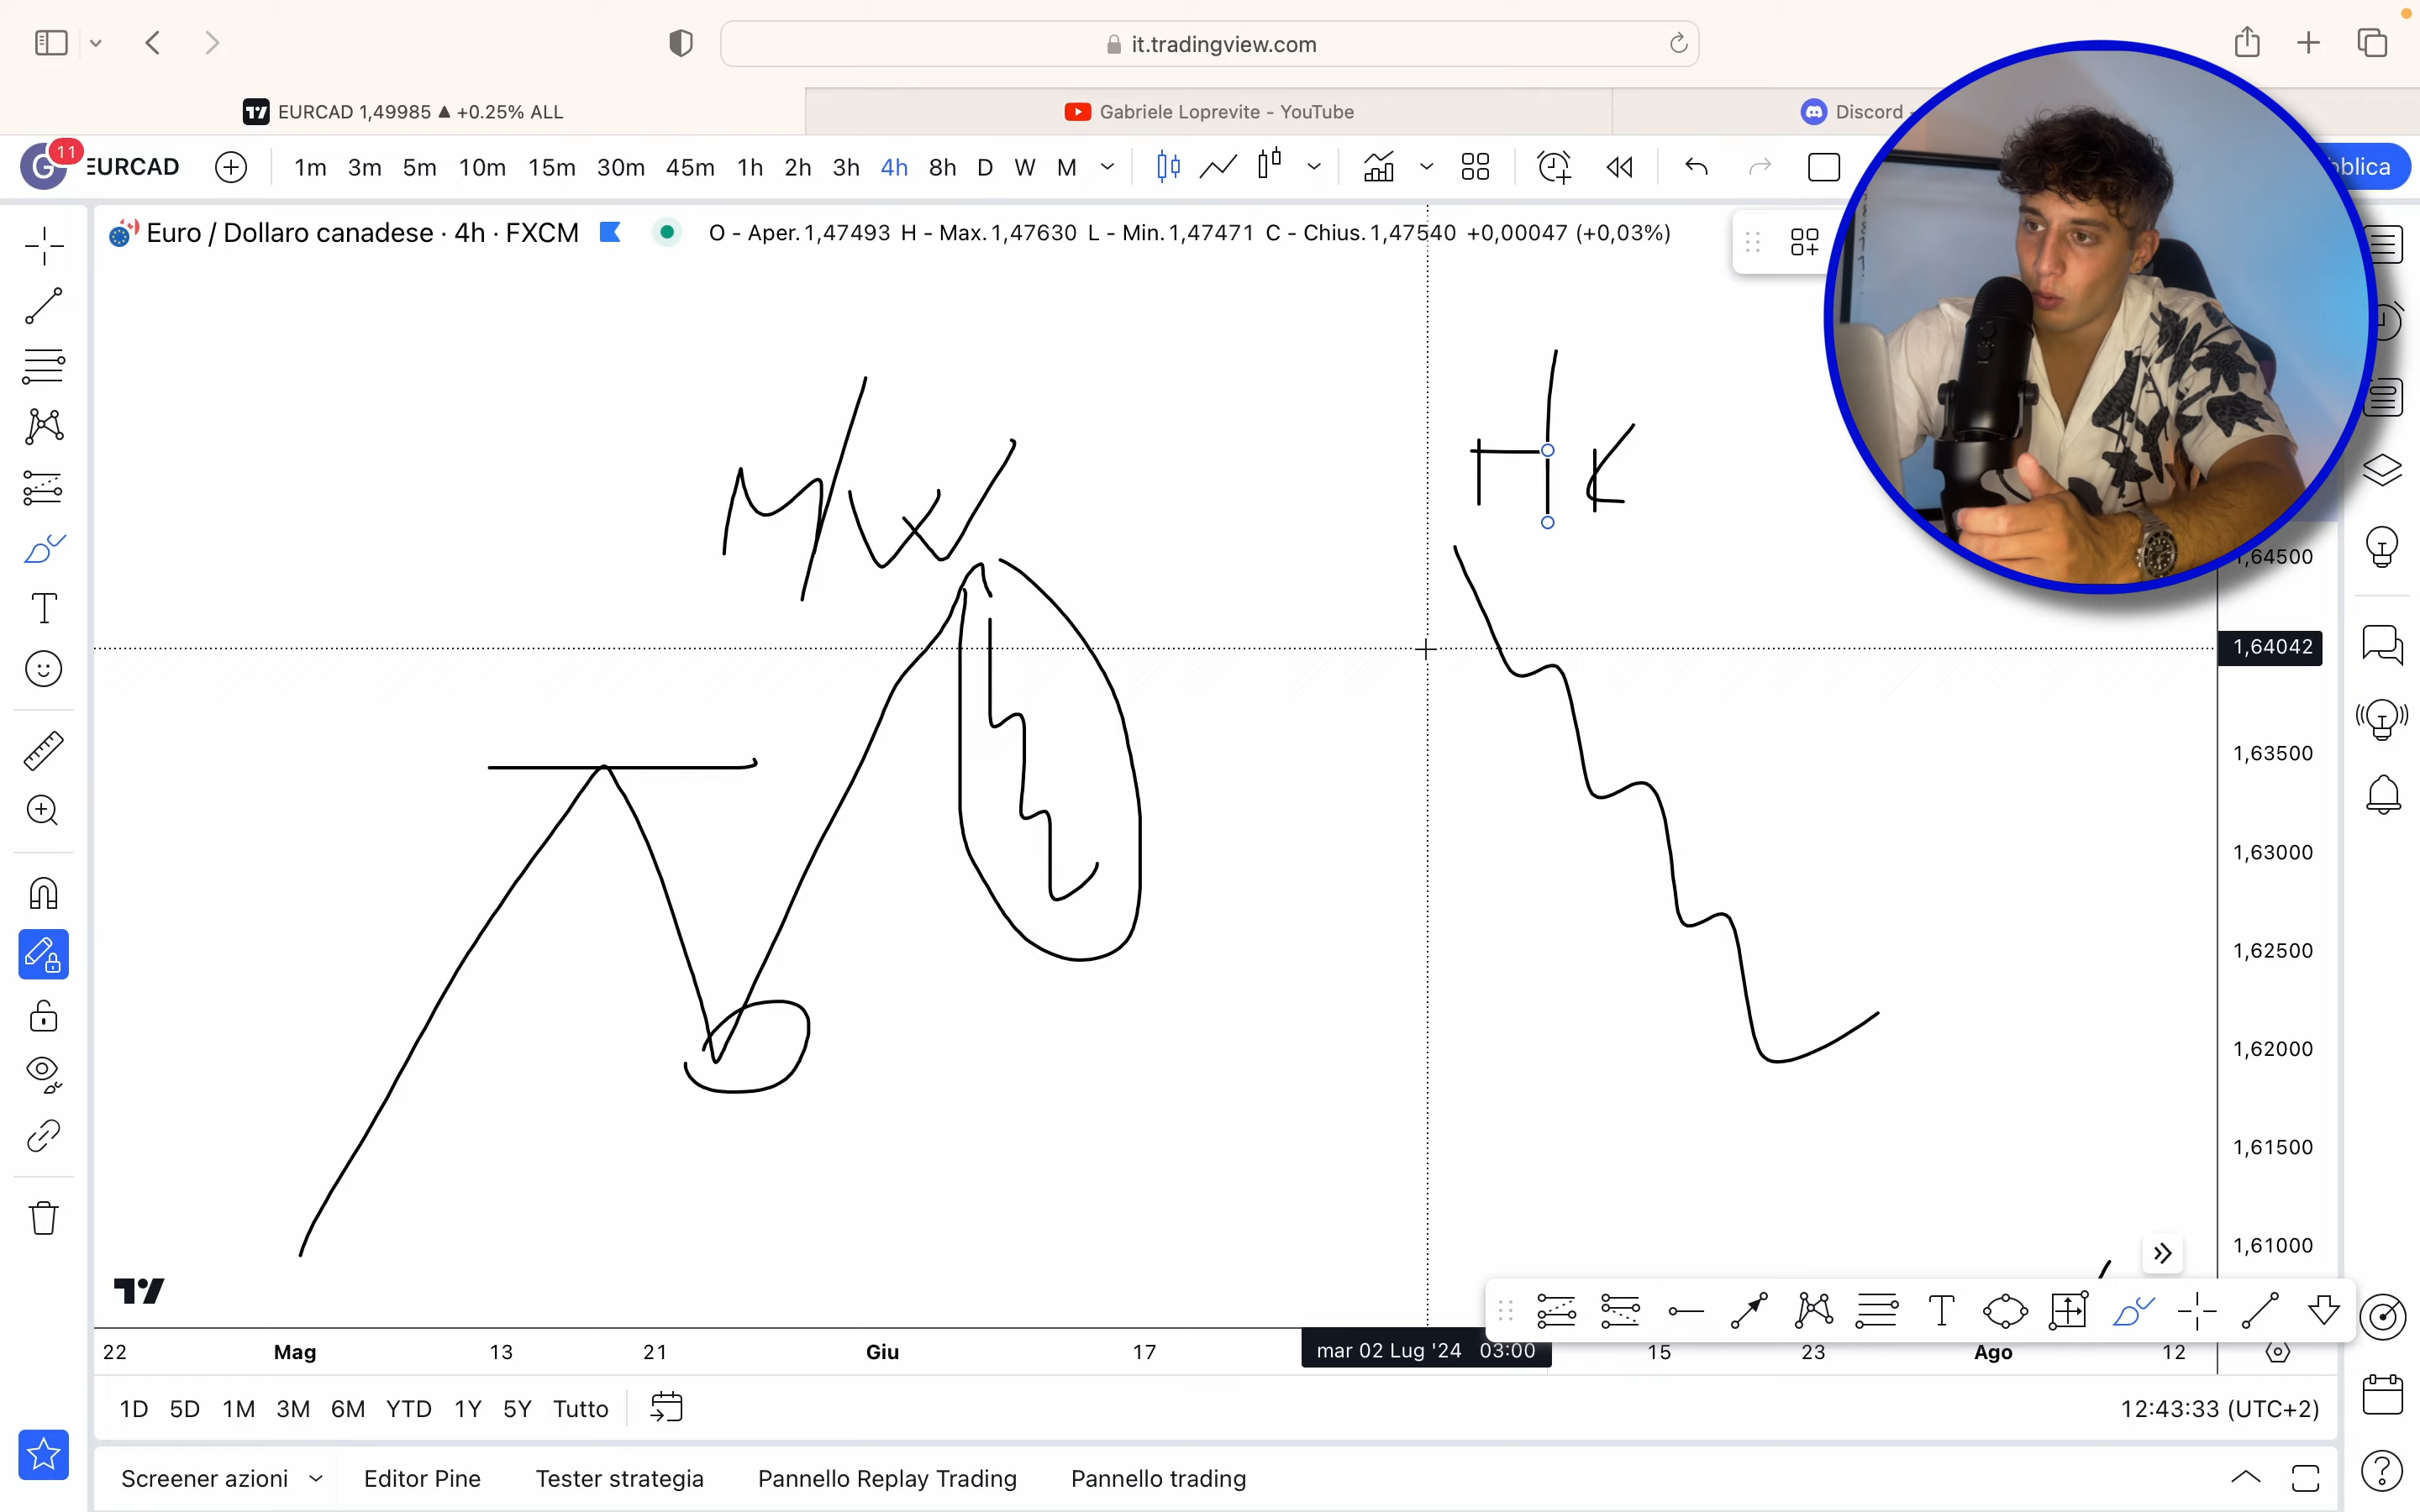 it.tradingview.com
EURCAD 1,49985 ▲ +0.25% ALL
Gabriele Loprevite - YouTube
Discord
G 11 EURCAD 1m 3m 5m 10m 15m 30m 45m 1h 2h 3h 4h 8h D W M
Euro / Dollaro canadese · 4h · FXCM O - Aper. 1,47493 H - Max. 1,47630 L - Min. 1,47471 C - Chius. 1,47540 +0,00047 (+0,03%)
M/W
1,64042
1,63500
1,63000
1,62500
1,62000
1,61500
1,61000
22 Mag 13 21 Giu 17 mar 02 Lug '24 03:00 15 23 Ago 12
1D 5D 1M 3M 6M YTD 1Y 5Y Tutto 12:43:33 (UTC+2)
Screener azioni Editor Pine Tester strategia Pannello Replay Trading Pannello trading